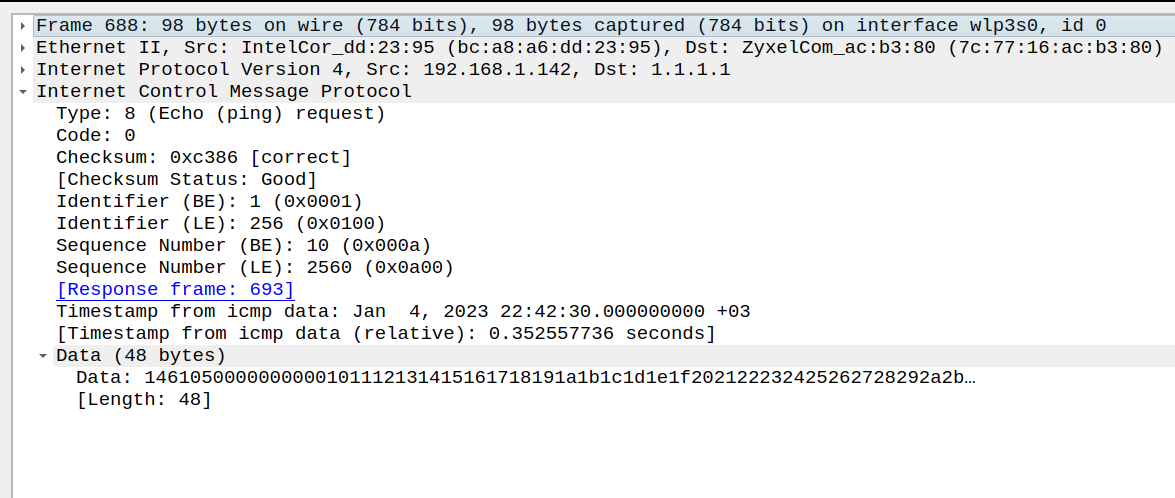 Frame 688: 98 bytes on wire (784 bits), 98 bytes captured (784 bits) on interface wlp3s0, id 0
Ethernet II, Src: IntelCor_dd:23:95 (bc:a8:a6:dd:23:95), Dst: ZyxelCom_ac:b3:80 (7c:77:16:ac:b3:80)
Internet Protocol Version 4, Src: 192.168.1.142, Dst: 1.1.1.1
Internet Control Message Protocol
Type: 8 (Echo (ping) request)
Code: 0
Checksum: 0xc386 [correct]
[Checksum Status: Good]
Identifier (BE): 1 (0x0001)
Identifier (LE): 256 (0x0100)
Sequence Number (BE): 10 (0x000a)
Sequence Number (LE): 2560 (0x0a00)
[Response frame: 693]
Timestamp from icmp data: Jan  4, 2023 22:42:30.000000000 +03
[Timestamp from icmp data (relative): 0.352557736 seconds]
Data (48 bytes)
Data: 1461050000000000101112131415161718191a1b1c1d1e1f202122232425262728292a2b…
[Length: 48]